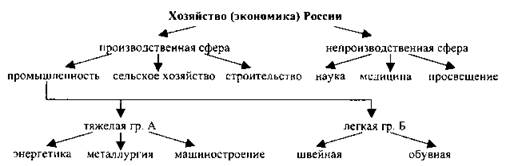 Хозяйство (экономика) России
производственная сфера непроизводственная сфера
промышленность сельское хозяйство строительство наука медицина просвещение
тяжелая гр. А легкая гр. Б
энергетика металлургия машиностроение швейная обувная